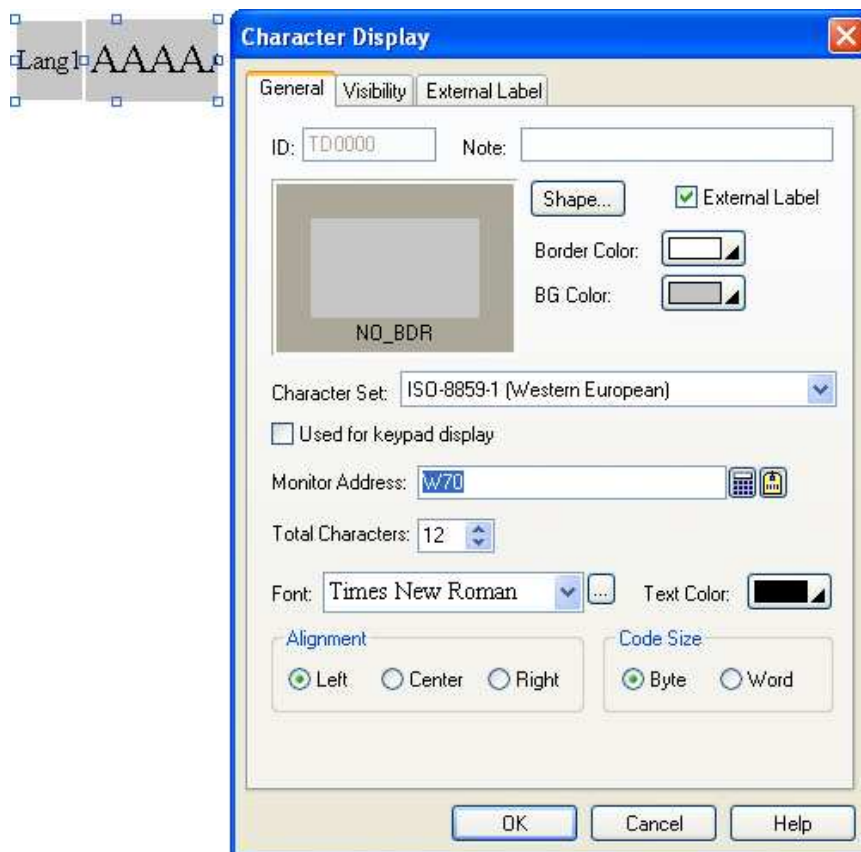 Lang1 AAAA
Character Display
General Visibility External Label
ID: TD0000 Note:
Shape... External Label
Border Color:
BG Color:
NO_BDR
Character Set: ISO-8859-1 (Western European)
Used for keypad display
Monitor Address: W70
Total Characters: 12
Font: Times New Roman ... Text Color:
Alignment Code Size
Left Center Right Byte Word
OK Cancel Help